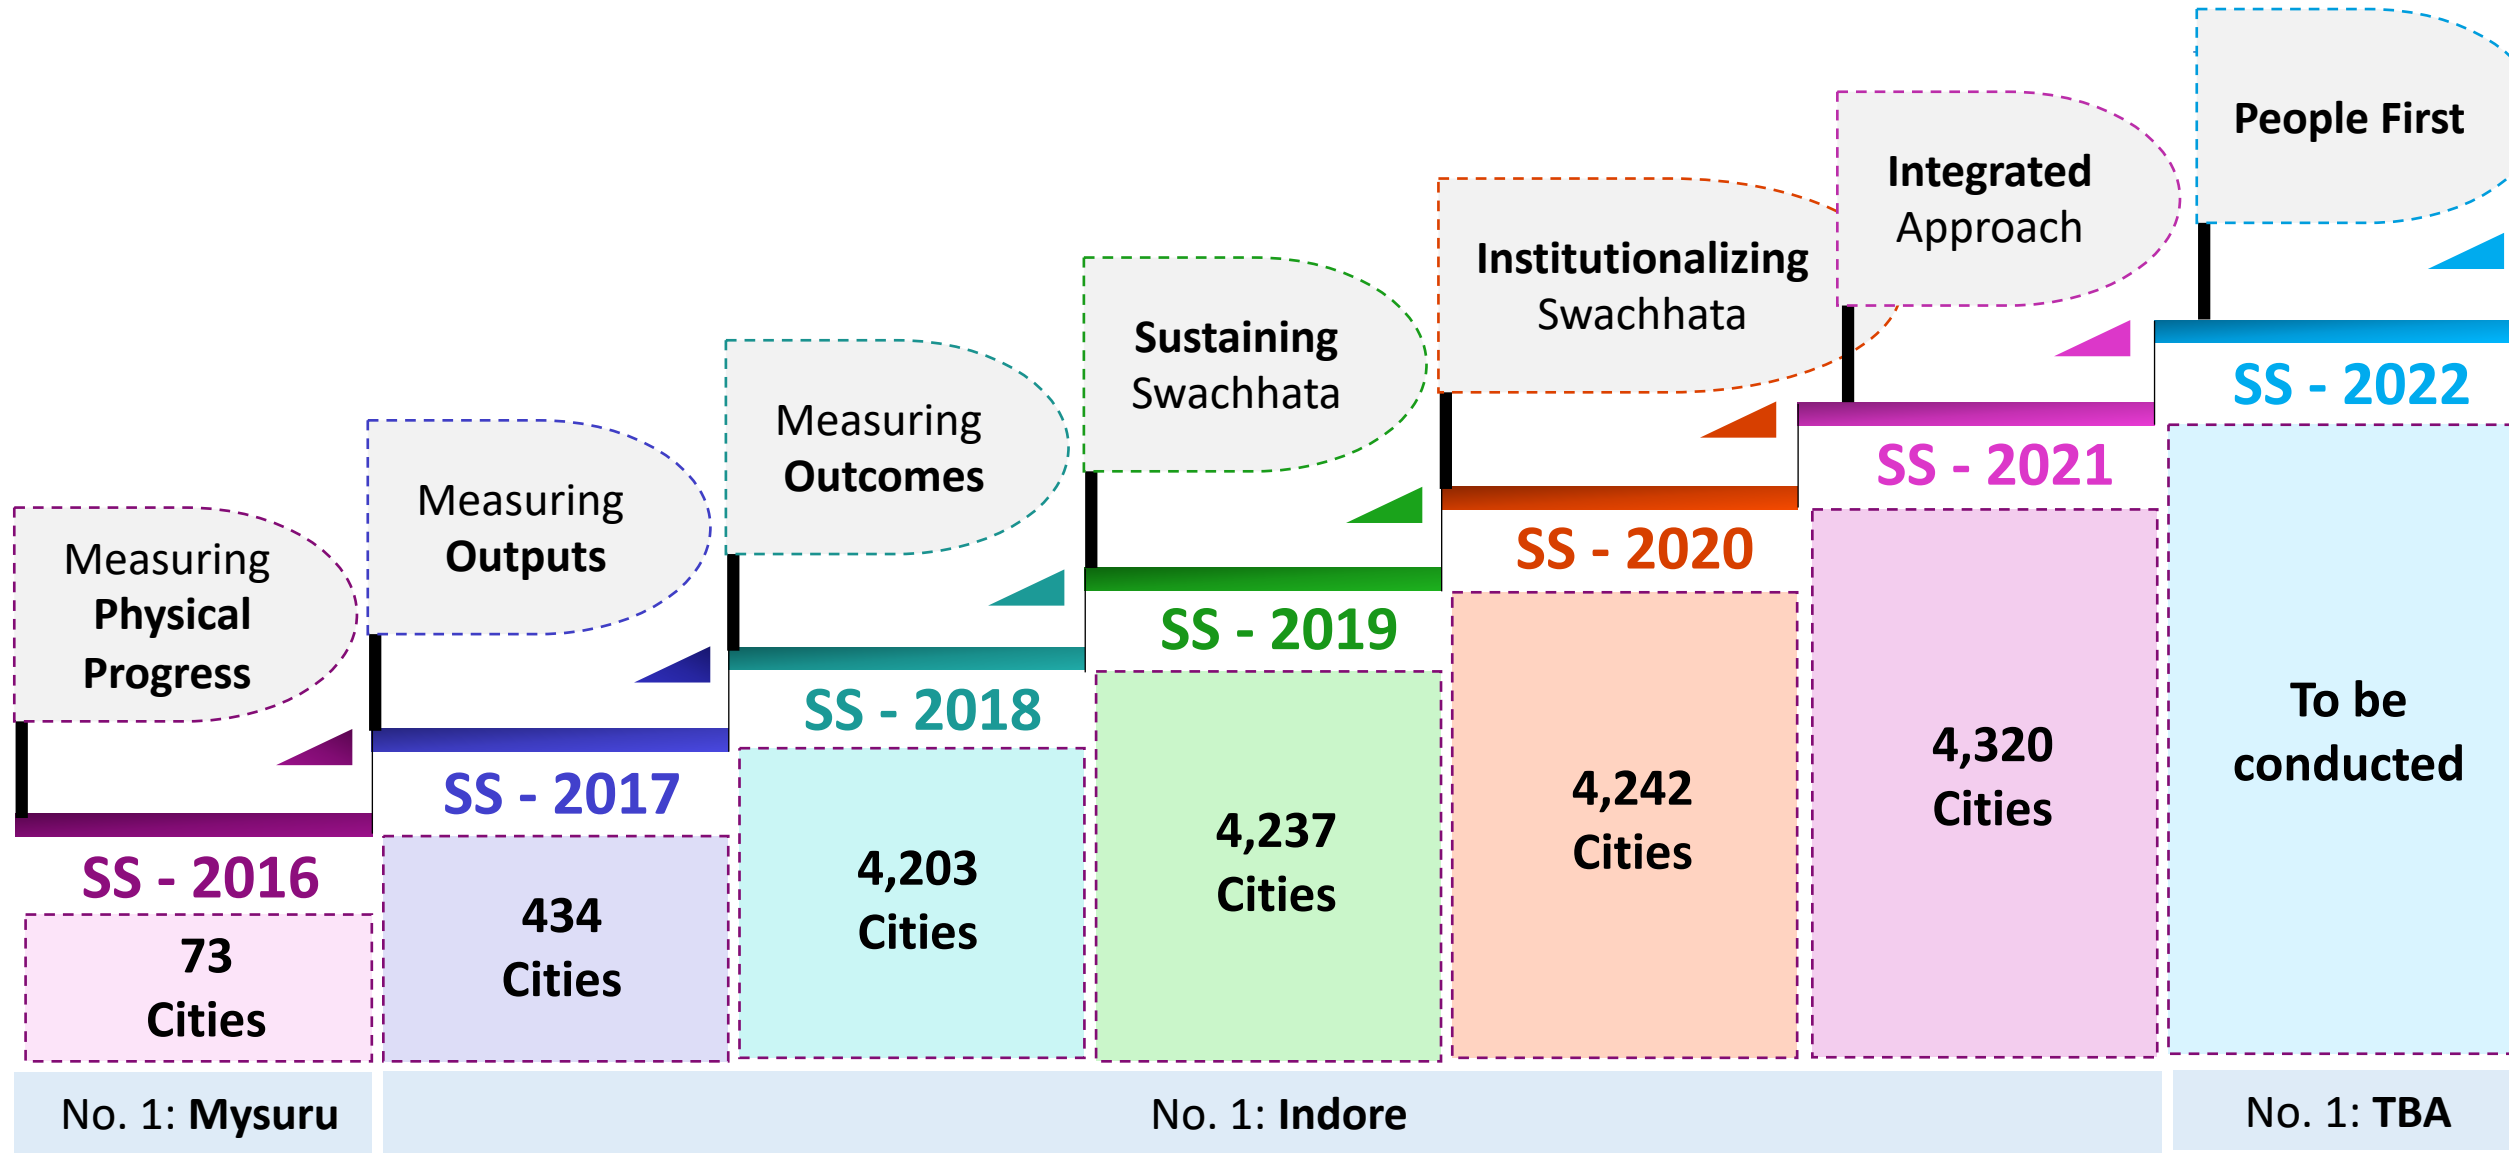 Measuring
Physical
Progress
SS - 2016
73
Cities
No. 1: Mysuru
Measuring
Outputs
SS - 2017
434
Cities
Measuring
Outcomes
SS - 2018
4,203
Cities
Sustaining
Swachhata
SS - 2019
4,237
Cities
Institutionalizing
Swachhata
SS - 2020
4,242
Cities
Integrated
Approach
SS - 2021
4,320
Cities
No. 1: Indore
People First
SS - 2022
To be
conducted
No. 1: TBA